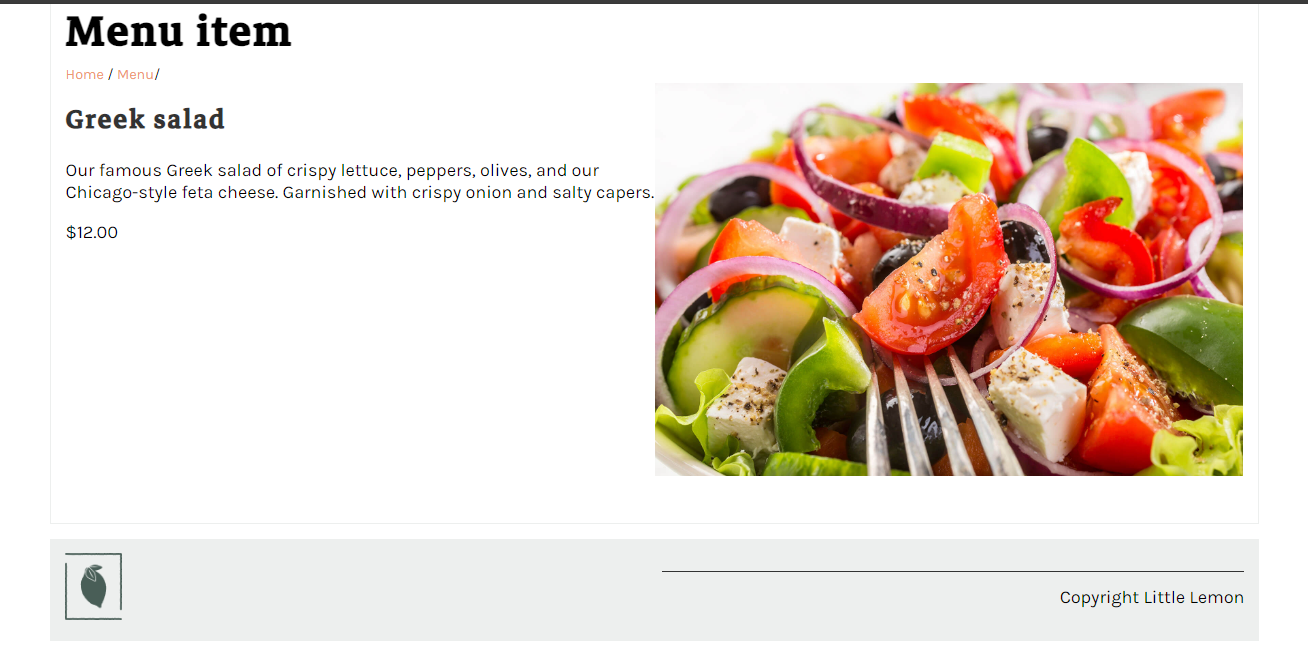 Menu item
Home / Menu/
Greek salad
Our famous Greek salad of crispy lettuce, peppers, olives, and our
Chicago-style feta cheese. Garnished with crispy onion and salty capers.
$12.00
Copyright Little Lemon